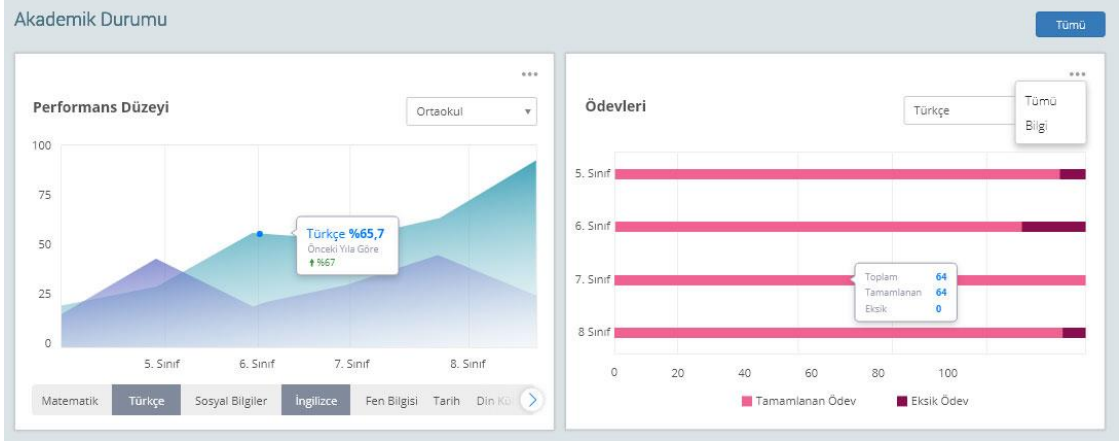 Akademik Durumu
Tümü
Performans Düzeyi
Ortaokul
100
75
50
25
0
Türkçe %65,7
Önceki Yıla Göre
%67
5. Sınıf 6. Sınıf 7. Sınıf 8. Sınıf
Matematik Türkçe Sosyal Bilgiler İngilizce Fen Bilgisi Tarih Din
Ödevleri
Türkçe
Tümü
Bilgi
5. Sınıf
6. Sınıf
7. Sınıf
8 Sınıf
Toplam 64
Tamamlanan 64
Eksik 0
0 20 40 60 80 100
Tamamlanan Ödev Eksik Ödev